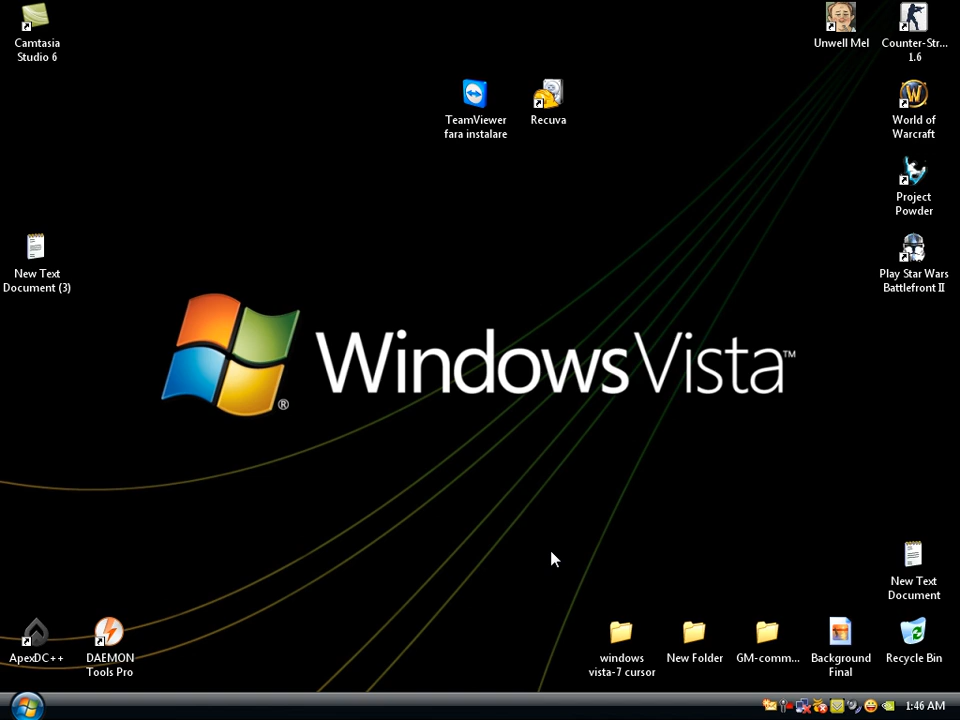 Camtasia
Studio 6
Unwell Mel
Counter-Str...
1.6
TeamViewer
fara instalare
Recuva
World of
Warcraft
Project
Powder
New Text
Document (3)
Play Star Wars
Battlefront II
Windows Vista™
®
New Text
Document
ApexDC++
DAEMON
Tools Pro
windows
vista-7 cursor
New Folder
GM-comm...
Background
Final
Recycle Bin
1:46 AM